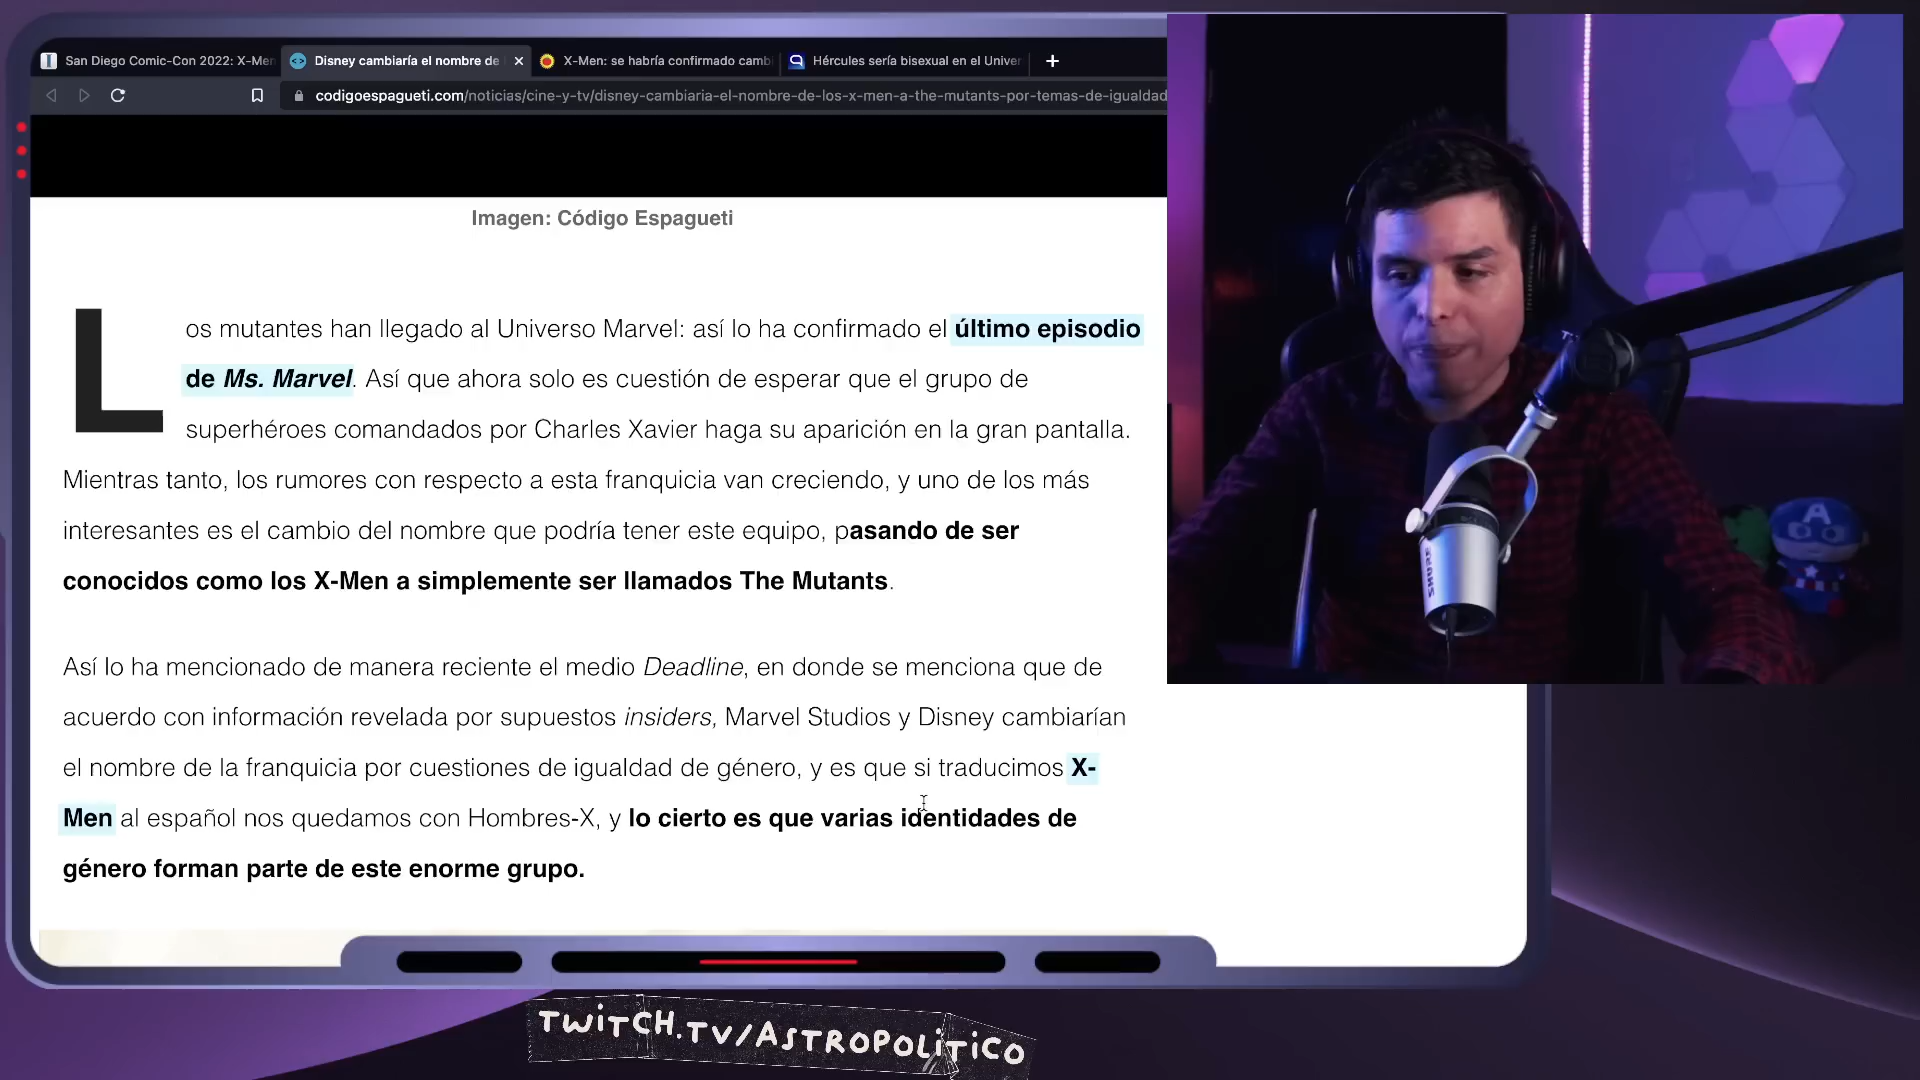 San Diego Comic-Con 2022: X-Men
Disney cambiaría el nombre de
X-Men: se habría confirmado camb
Hércules sería bisexual en el Univer
codigoespagueti.com/noticias/cine-y-tv/disney-cambiaria-el-nombre-de-los-x-men-a-the-mutants-por-temas-de-igualdad
Imagen: Código Espagueti
Los mutantes han llegado al Universo Marvel: así lo ha confirmado el último episodio
de Ms. Marvel. Así que ahora solo es cuestión de esperar que el grupo de
superhéroes comandados por Charles Xavier haga su aparición en la gran pantalla.
Mientras tanto, los rumores con respecto a esta franquicia van creciendo, y uno de los más
interesantes es el cambio del nombre que podría tener este equipo, pasando de ser
conocidos como los X-Men a simplemente ser llamados The Mutants.
Así lo ha mencionado de manera reciente el medio Deadline, en donde se menciona que de
acuerdo con información revelada por supuestos insiders, Marvel Studios y Disney cambiarían
el nombre de la franquicia por cuestiones de igualdad de género, y es que si traducimos X-
Men al español nos quedamos con Hombres-X, y lo cierto es que varias identidades de
género forman parte de este enorme grupo.
TWITCH.TV/ASTROPOLITICO